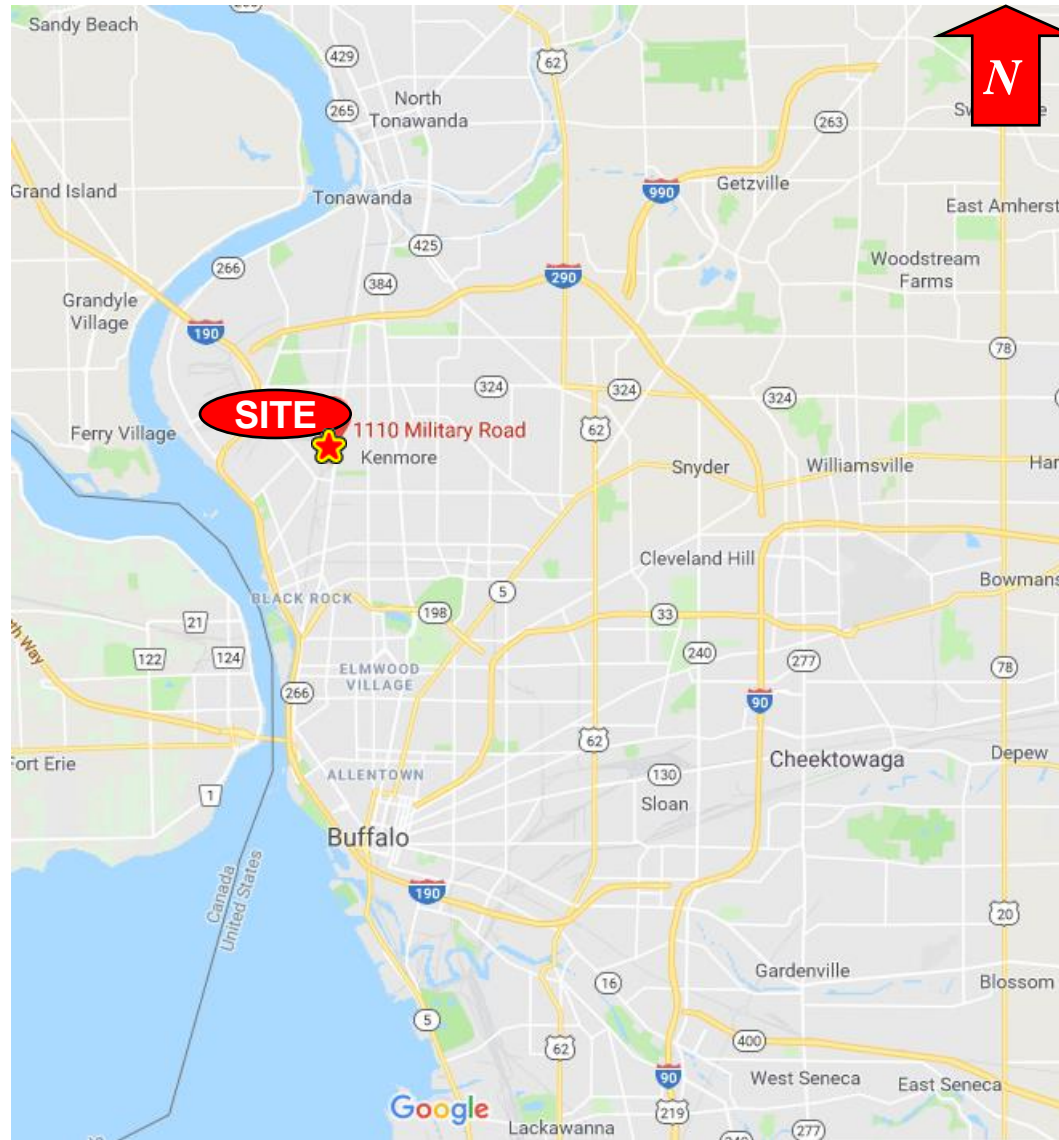 Sandy Beach
429
62
N
North
Tonawanda
265
263
Grand Island
Getzville
990
Tonawanda
East Amherst
425
266
Woodstream
Farms
290
384
Grandyle
Village
190
78
324
324
324
SITE
1110 Military Road
Ferry Village
62
Kenmore
Snyder
Williamsville
Har
Cleveland Hill
Bowmans
5
BLACK ROCK
198
33
21
240
122
124
277
78
ELMWOOD
VILLAGE
266
90
th Way
62
Cheektowaga
Depew
Fort Erie
ALLENTOWN
130
1
Sloan
Buffalo
Canada
United States
190
20
Gardenville
16
Blossom
5
62
400
90
West Seneca
East Seneca
Google
219
Lackawanna
277